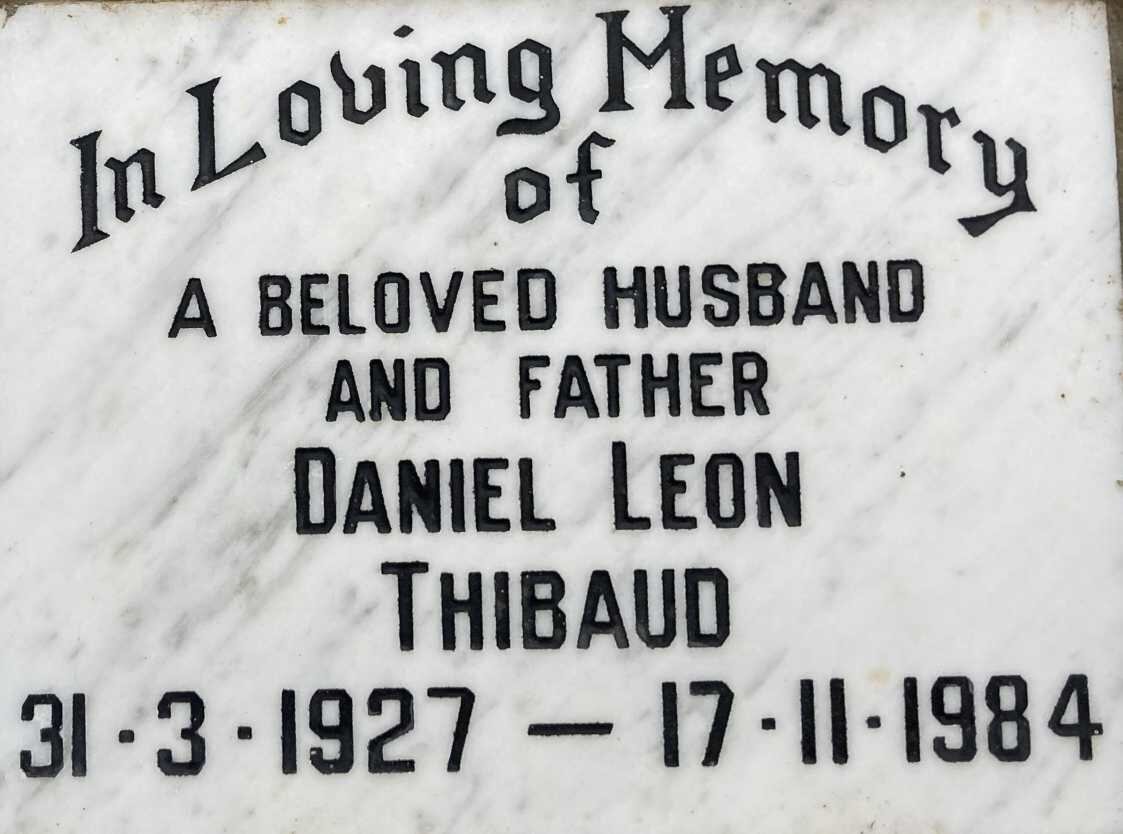 In Loving Memory
of
A BELOVED HUSBAND
AND FATHER
DANIEL LEON
THIBAUD
31·3·1927 — 17·11·1984